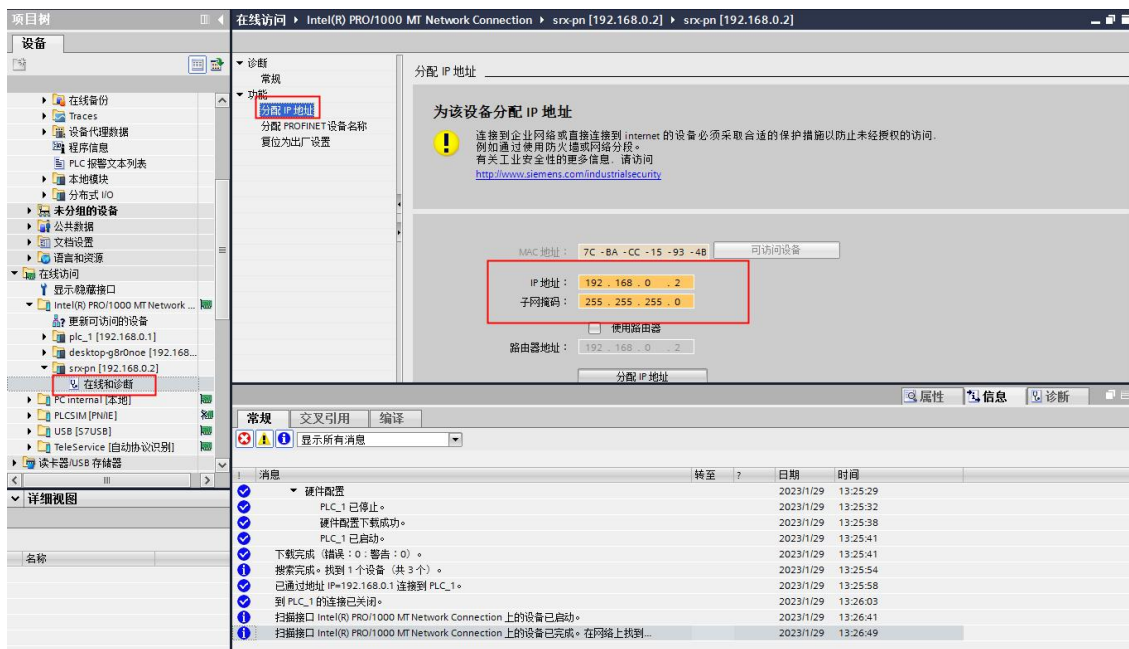 项目树
在线访问 ▸ Intel(R) PRO/1000 MT Network Connection ▸ srx-pn [192.168.0.2] ▸ srx-pn [192.168.0.2]
设备
在线备份
Traces
设备代理数据
程序信息
PLC 报警文本列表
本地模块
分布式 I/O
未分组的设备
公共数据
文档设置
语言和资源
在线访问
显示/隐藏接口
Intel(R) PRO/1000 MT Network ...
更新可访问的设备
plc_1 [192.168.0.1]
desktop-g8r0noe [192.168...
srx-pn [192.168.0.2]
在线和诊断
PC internal [本地]
PLCSIM [PN/IE]
USB [S7USB]
TeleService [自动协议识别]
读卡器/USB 存储器
详细视图
名称
诊断
常规
功能
分配 IP 地址
分配 PROFINET 设备名称
复位为出厂设置
分配 IP 地址
为该设备分配 IP 地址
连接到企业网络或直接连接到 internet 的设备必须采取合适的保护措施以防止未经授权的访问.
例如通过使用防火墙或网络分段。
有关工业安全性的更多信息. 请访问
http://www.siemens.com/industrialsecurity
MAC 地址： 7C - BA - CC - 15 - 93 - 4B 可访问设备
IP 地址： 192 . 168 . 0 . 2
子网掩码： 255 . 255 . 255 . 0
使用路由器
路由器地址： 192 . 168 . 0 . 2
分配 IP 地址
属性 信息 诊断
常规 交叉引用 编译
显示所有消息
! 消息 转至 ? 日期 时间
硬件配置 2023/1/29 13:25:29
PLC_1 已停止。 2023/1/29 13:25:32
硬件配置下载成功。 2023/1/29 13:25:38
PLC_1 已启动。 2023/1/29 13:25:41
下载完成（错误：0；警告：0）。 2023/1/29 13:25:41
搜索完成。找到 1 个设备（共 3 个）。 2023/1/29 13:25:54
已通过地址 IP=192.168.0.1 连接到 PLC_1。 2023/1/29 13:25:58
到 PLC_1 的连接已关闭。 2023/1/29 13:26:03
扫描接口 Intel(R) PRO/1000 MT Network Connection 上的设备已启动。 2023/1/29 13:26:41
扫描接口 Intel(R) PRO/1000 MT Network Connection 上的设备已完成。在网络上找到... 2023/1/29 13:26:49